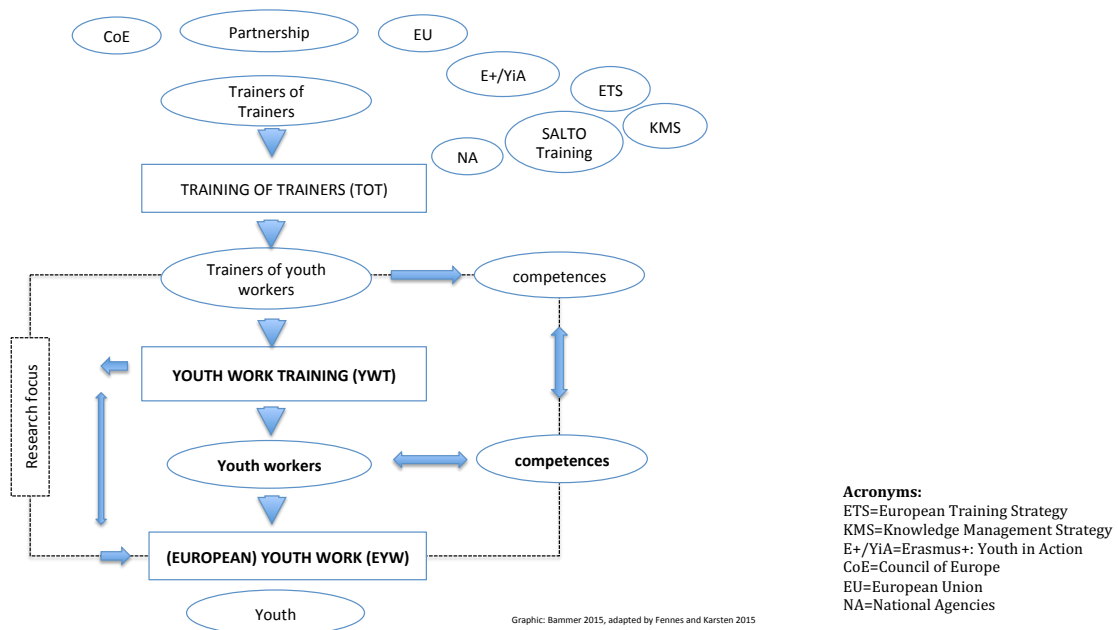 CoE
Partnership
EU
E+/YiA
ETS
KMS
Trainers of
Trainers
SALTO
Training
NA
TRAINING OF TRAINERS (TOT)
Trainers of youth
workers
competences
Research focus
YOUTH WORK TRAINING (YWT)
Youth workers
competences
(EUROPEAN) YOUTH WORK (EYW)
Youth
Graphic: Bammer 2015, adapted by Fennes and Karsten 2015
Acronyms:
ETS=European Training Strategy
KMS=Knowledge Management Strategy
E+/YiA=Erasmus+: Youth in Action
CoE=Council of Europe
EU=European Union
NA=National Agencies